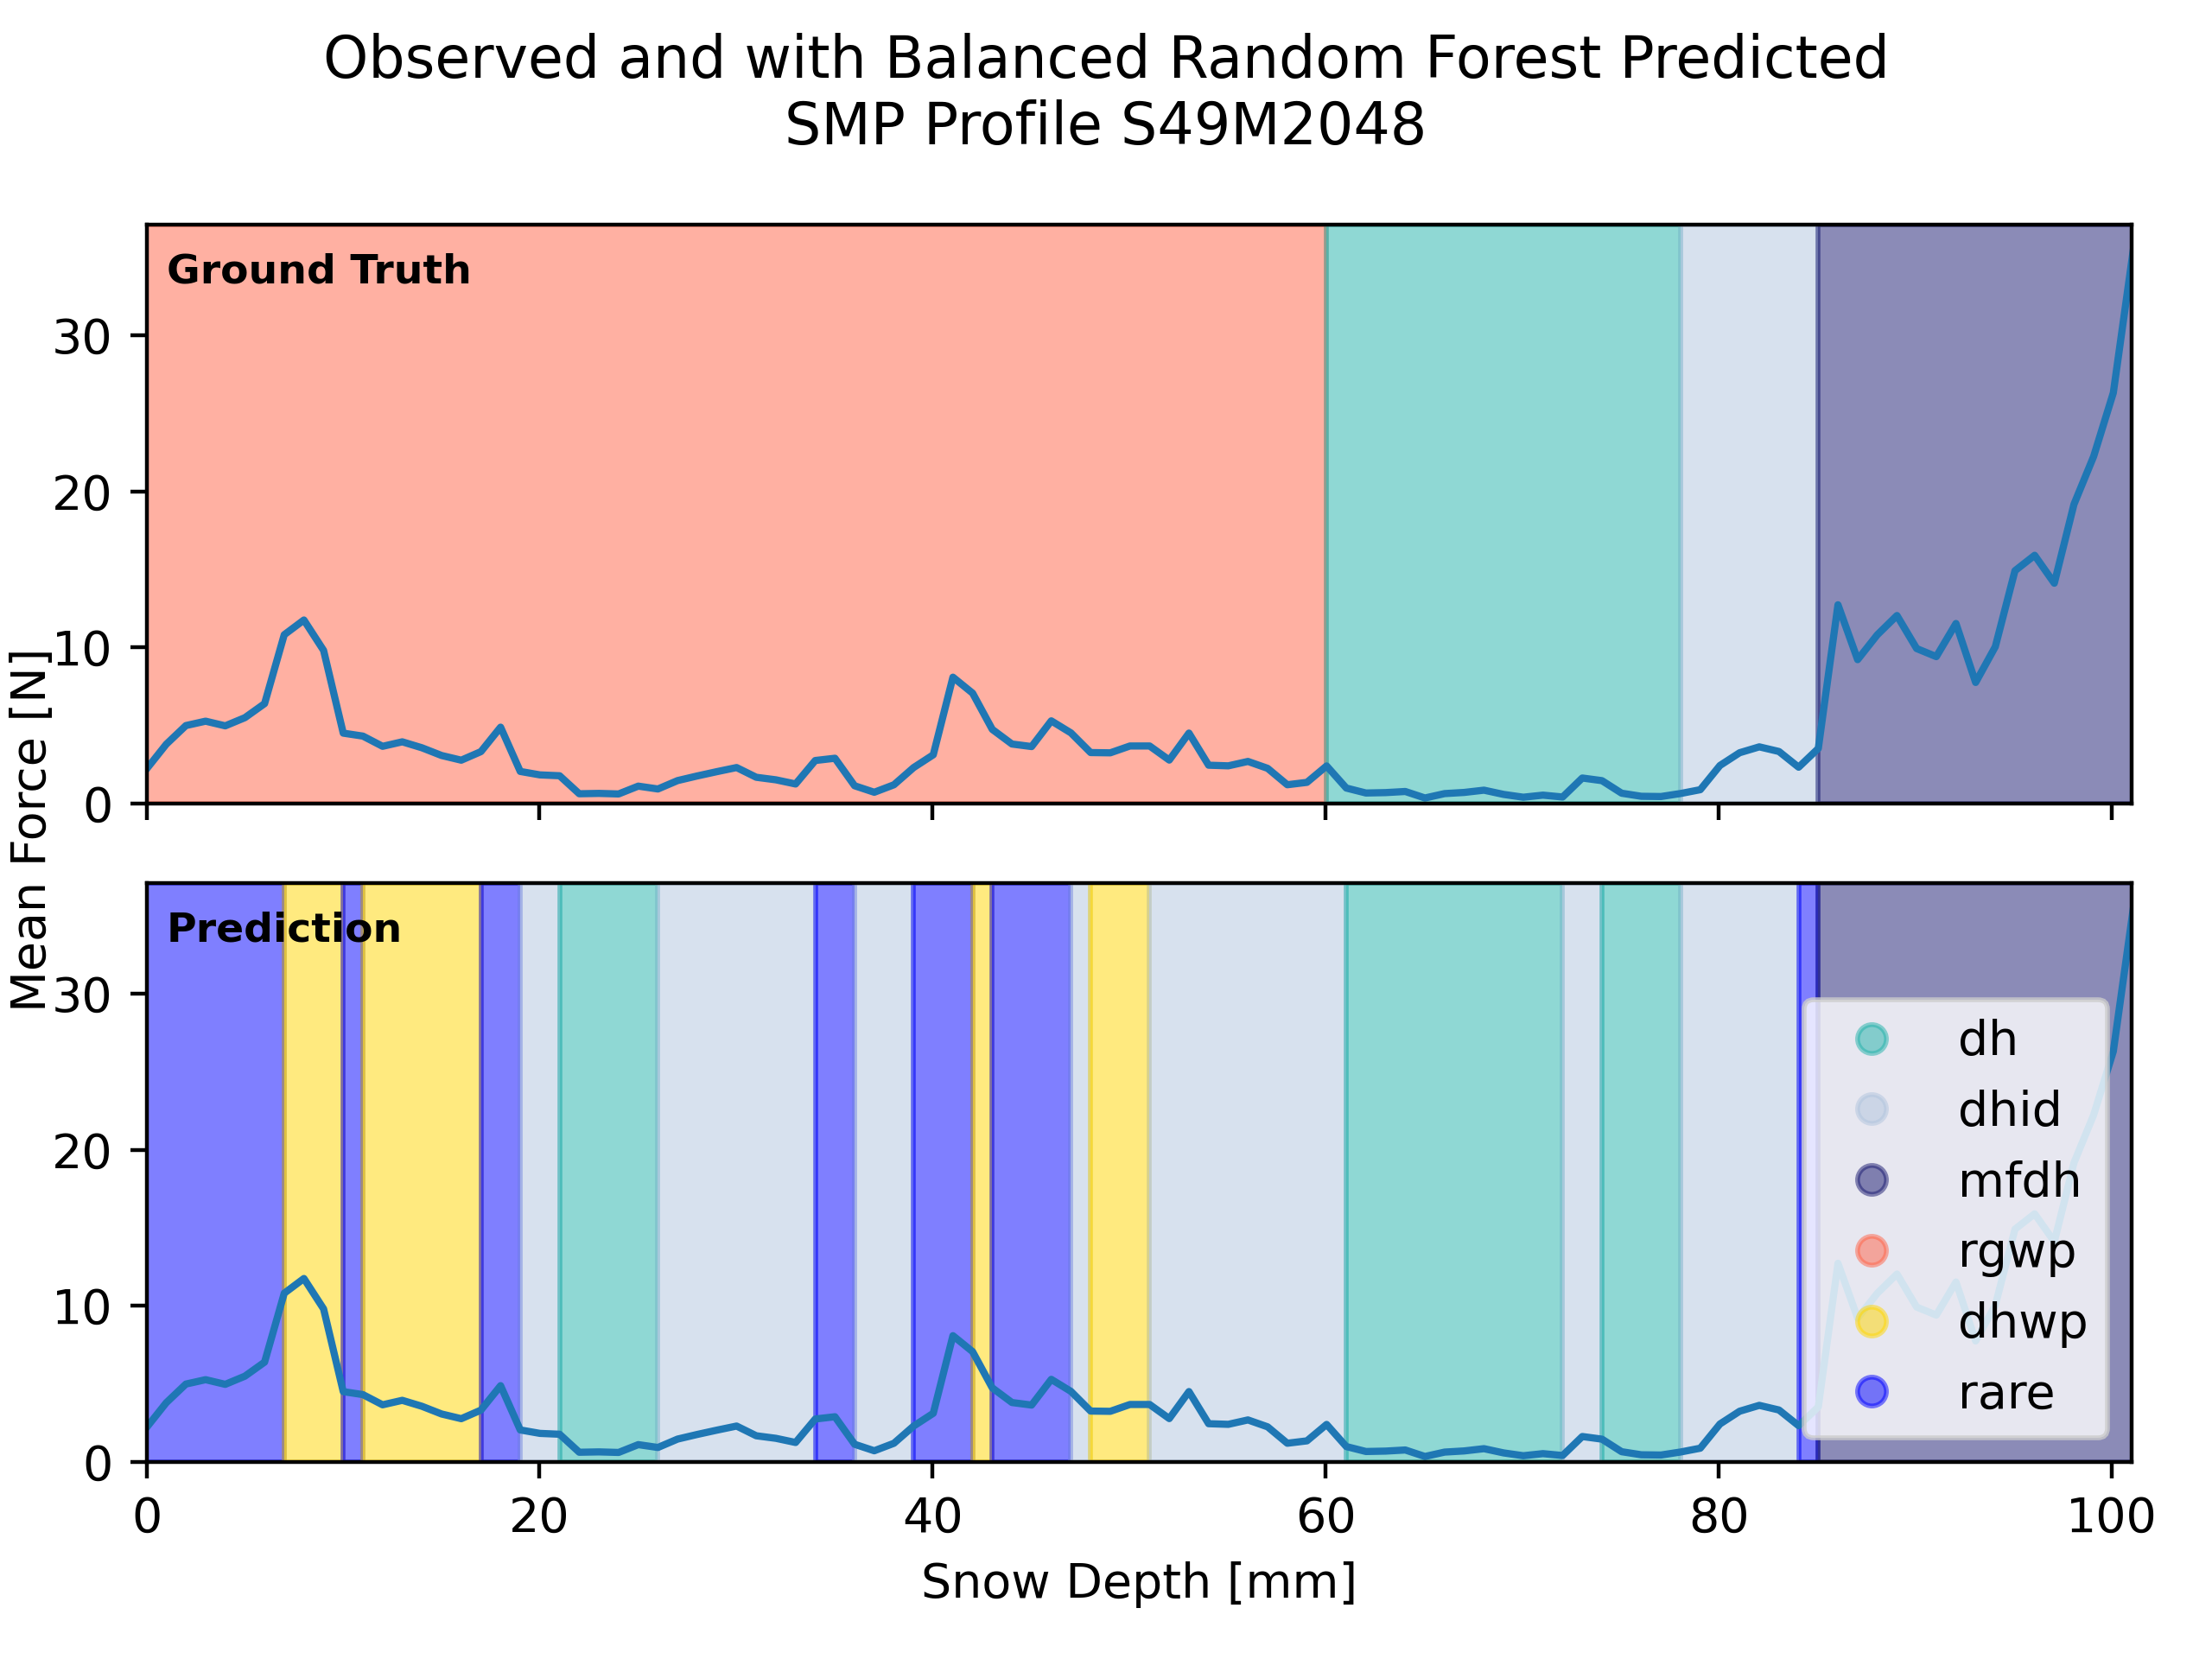 Observed and with Balanced Random Forest Predicted
SMP Profile S49M2048
Ground Truth
30
20
10
0
Mean Force [N]
Prediction
30
20
10
0
dh
dhid
mfdh
rgwp
dhwp
rare
0 20 40 60 80 100
Snow Depth [mm]